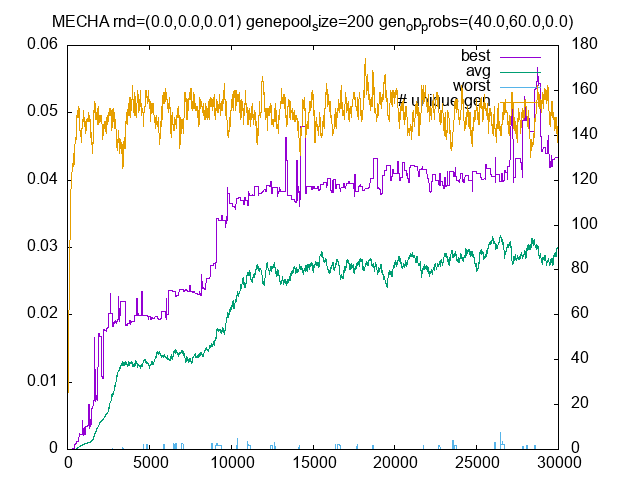 MECHA rnd=(0.0,0.0,0.01) genepoolsize=200 genopprobs=(40.0,60.0,0.0)
0.06 180
best
avg
worst
160
# unique gen
0.05
140
0.04 120
100
0.03
80
0.02 60
40
0.01
20
0 0
0 5000 10000 15000 20000 25000 30000